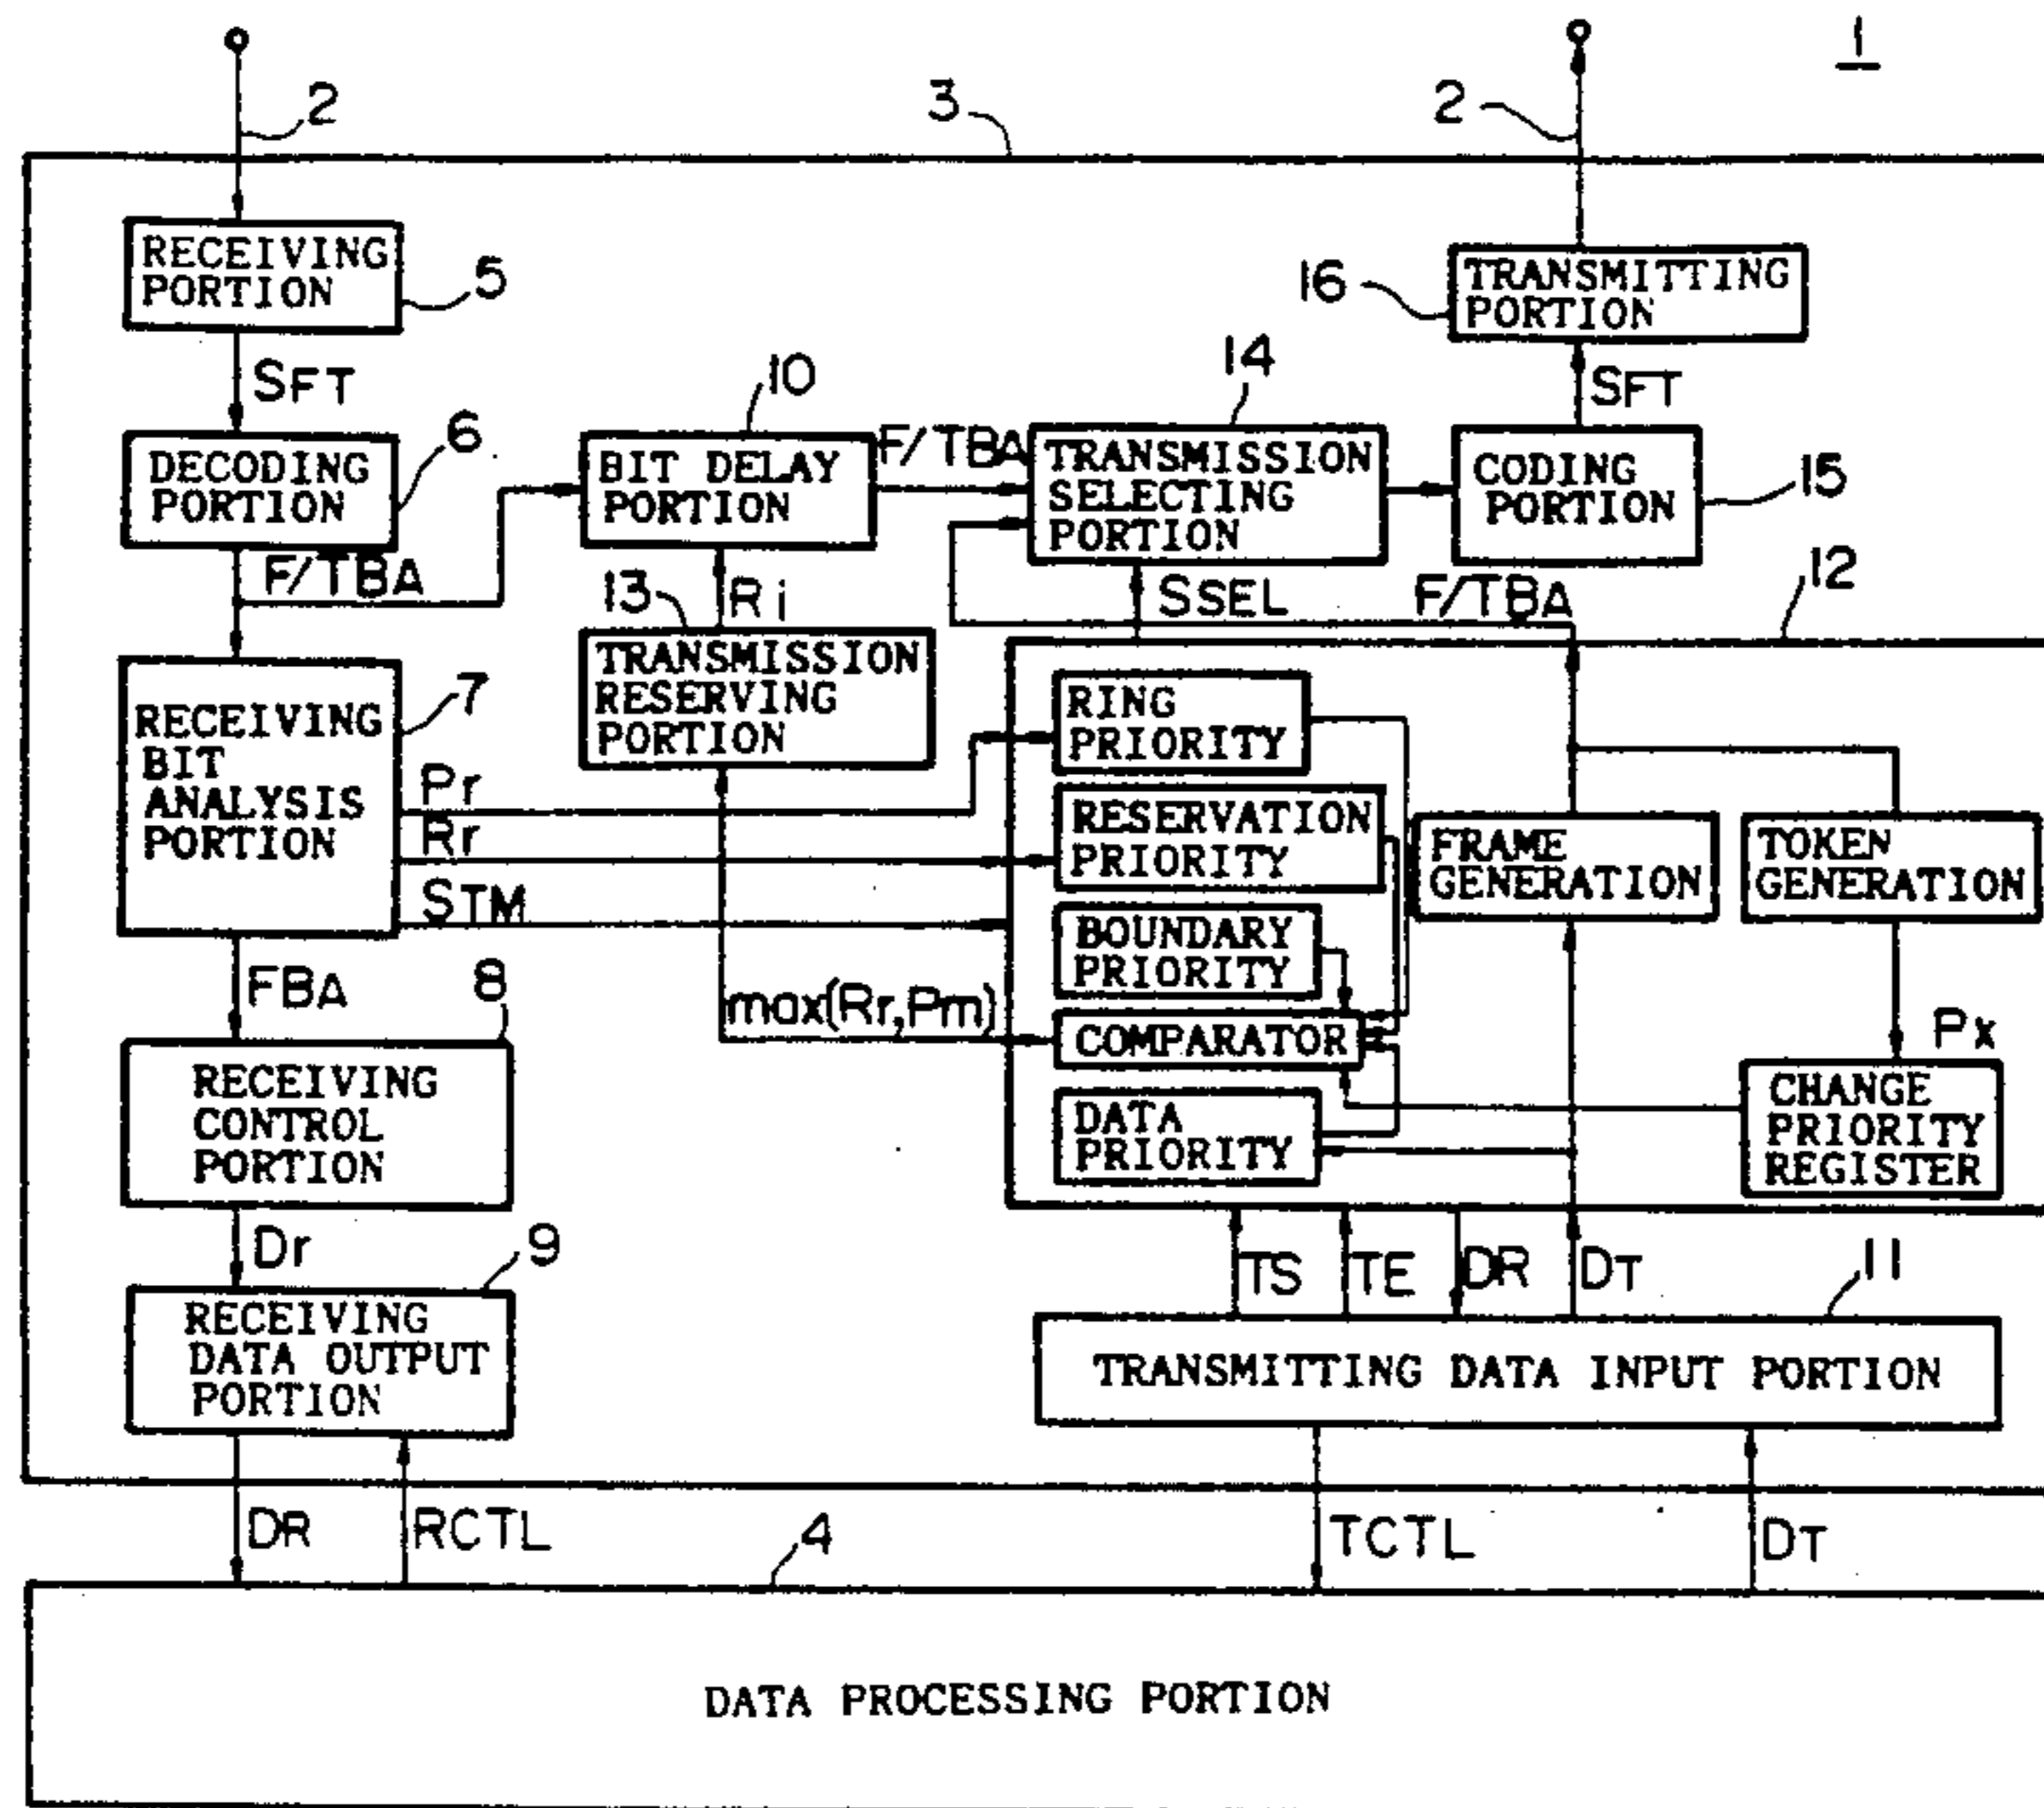 1
2
3
2
RECEIVING
PORTION
5
16
TRANSMITTING
PORTION
SFT
10
14
SFT
DECODING
PORTION
6
BIT DELAY
PORTION
F/TBA
TRANSMISSION
SELECTING
PORTION
CODING
PORTION
15
F/TBA
13
Ri
SSEL
F/TBA
12
RECEIVING
BIT
ANALYSIS
PORTION
7
TRANSMISSION
RESERVING
PORTION
RING
PRIORITY
Pr
Rr
STM
RESERVATION
PRIORITY
FRAME
GENERATION
TOKEN
GENERATION
BOUNDARY
PRIORITY
FBA
8
max(Rr,Pm)
COMPARATOR
Px
RECEIVING
CONTROL
PORTION
DATA
PRIORITY
CHANGE
PRIORITY
REGISTER
Dr
9
TS
TE
DR
DT
11
RECEIVING
DATA OUTPUT
PORTION
TRANSMITTING DATA INPUT PORTION
DR
RCTL
4
TCTL
DT
DATA PROCESSING PORTION